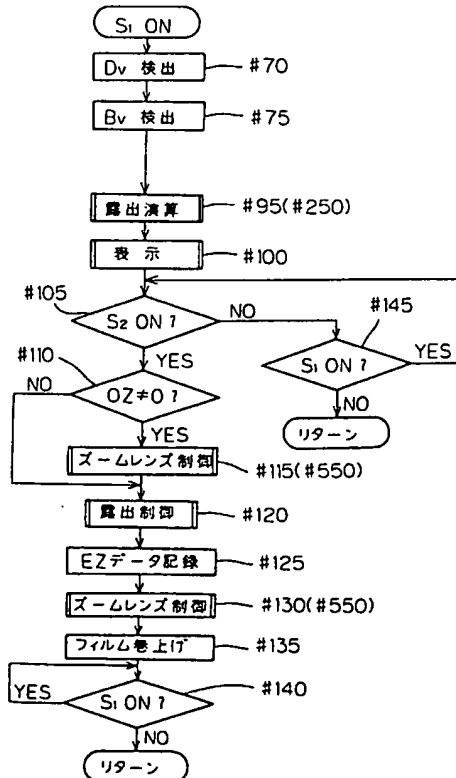 S1 ON
Dv 検出
#70
Bv 検出
#75
露出演算
#95(#250)
表示
#100
#105
S2 ON?
NO
#145
YES
S1 ON?
YES
NO
リターン
#110
NO
OZ≠0?
YES
ズームレンズ制御
#115(#550)
露出制御
#120
EZデータ記録
#125
ズームレンズ制御
#130(#550)
フィルム巻上げ
#135
YES
S1 ON?
#140
NO
リターン